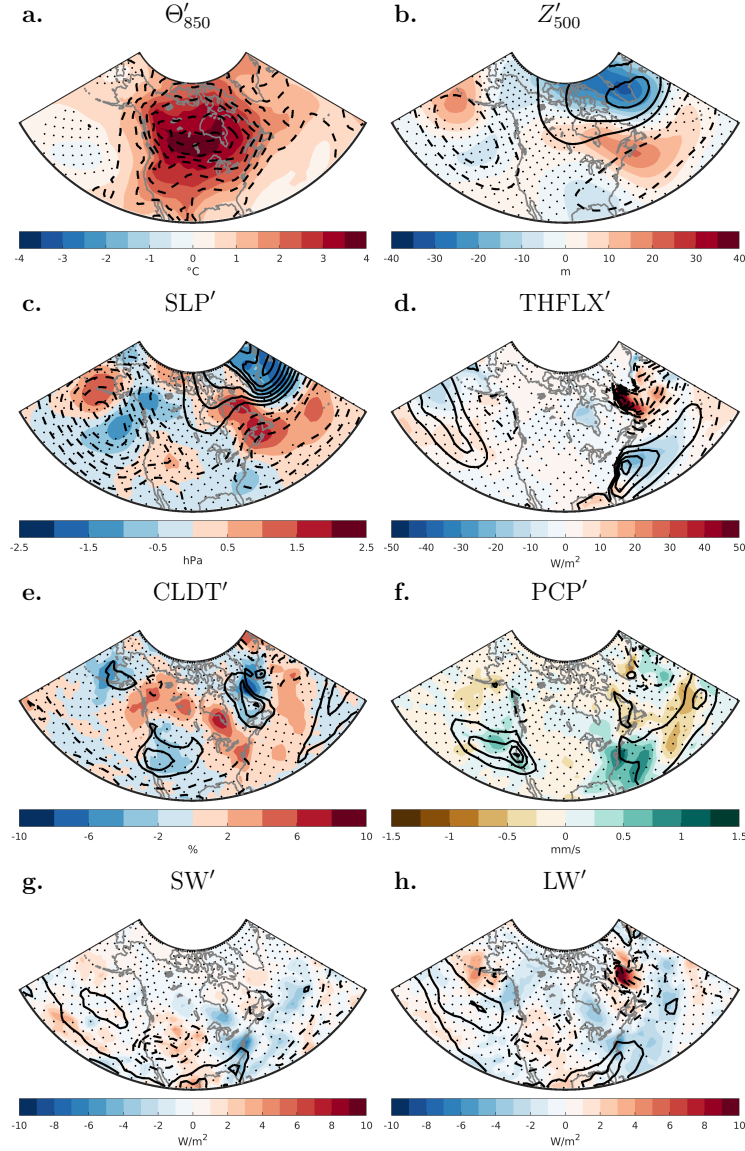 a. Θ′850 b. Z′500
-4 -3 -2 -1 0 1 2 3 4 -40 -30 -20 -10 0 10 20 30 40
°C m
c. SLP′ d. THFLX′
-2.5 -1.5 -0.5 0.5 1.5 2.5 -50 -40 -30 -20 -10 0 10 20 30 40 50
hPa W/m²
e. CLDT′ f. PCP′
-10 -6 -2 2 6 10 -1.5 -1 -0.5 0 0.5 1 1.5
% mm/s
g. SW′ h. LW′
-10 -8 -6 -4 -2 0 2 4 6 8 10 -10 -8 -6 -4 -2 0 2 4 6 8 10
W/m² W/m²